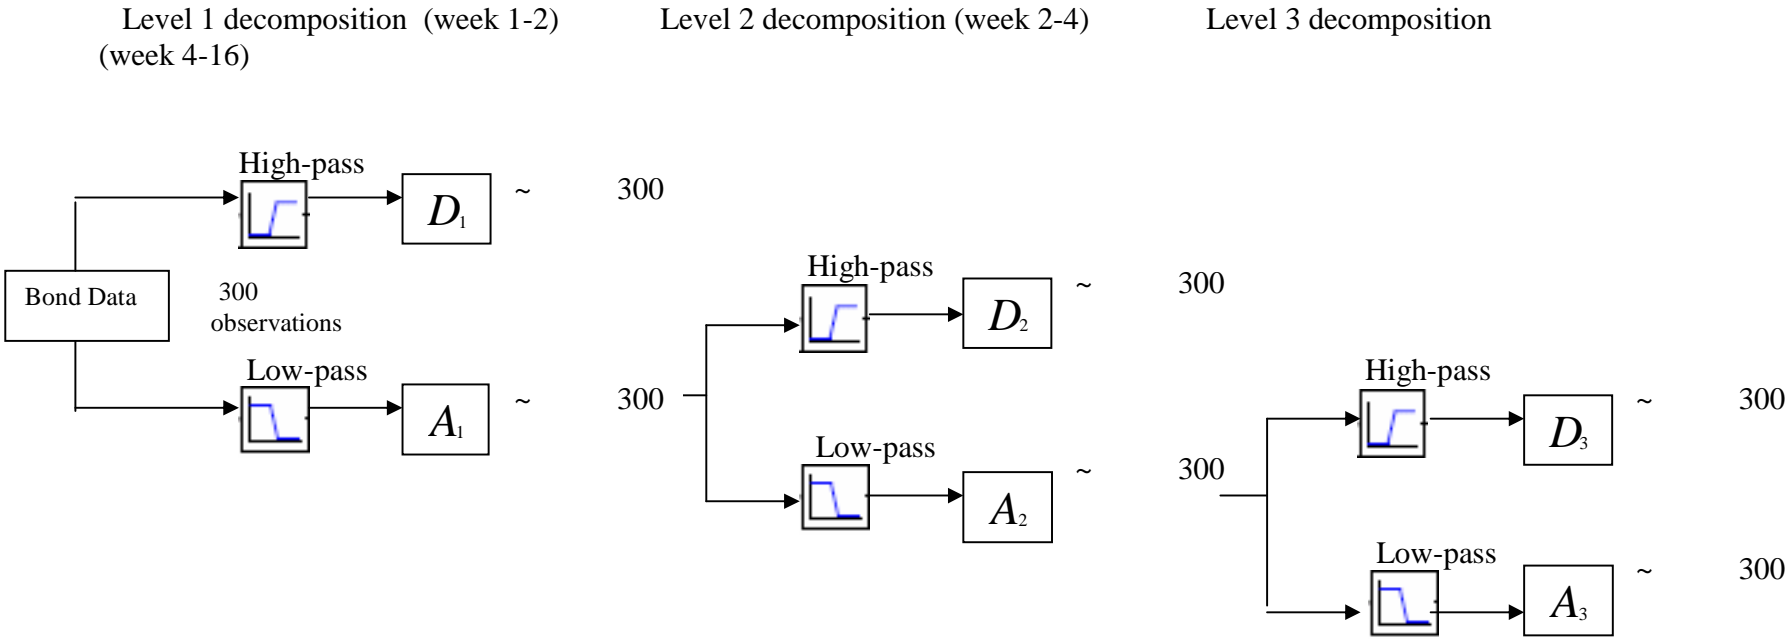 Level 1 decomposition (week 1-2) Level 2 decomposition (week 2-4) Level 3 decomposition
(week 4-16)
High-pass
D₁ ~ 300
Bond Data
300
observations
Low-pass
A₁ ~ 300
High-pass
D₂ ~ 300
Low-pass
A₂ ~ 300
High-pass
D₃ ~ 300
Low-pass
A₃ ~ 300